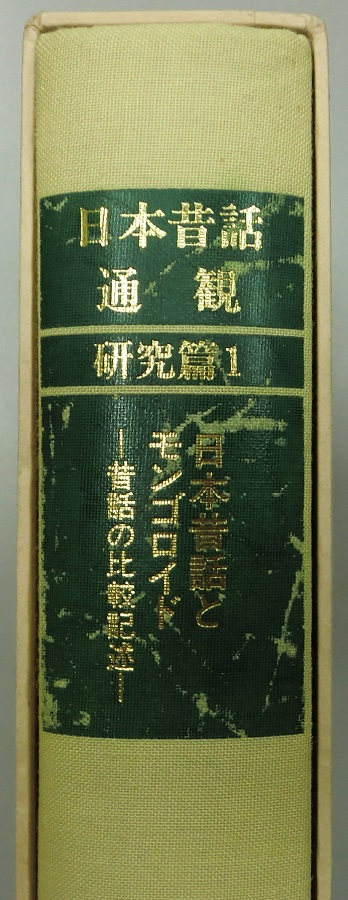 日本昔話
通観
研究篇1
日本昔話と
モンゴロイド
―昔話の比較記述―